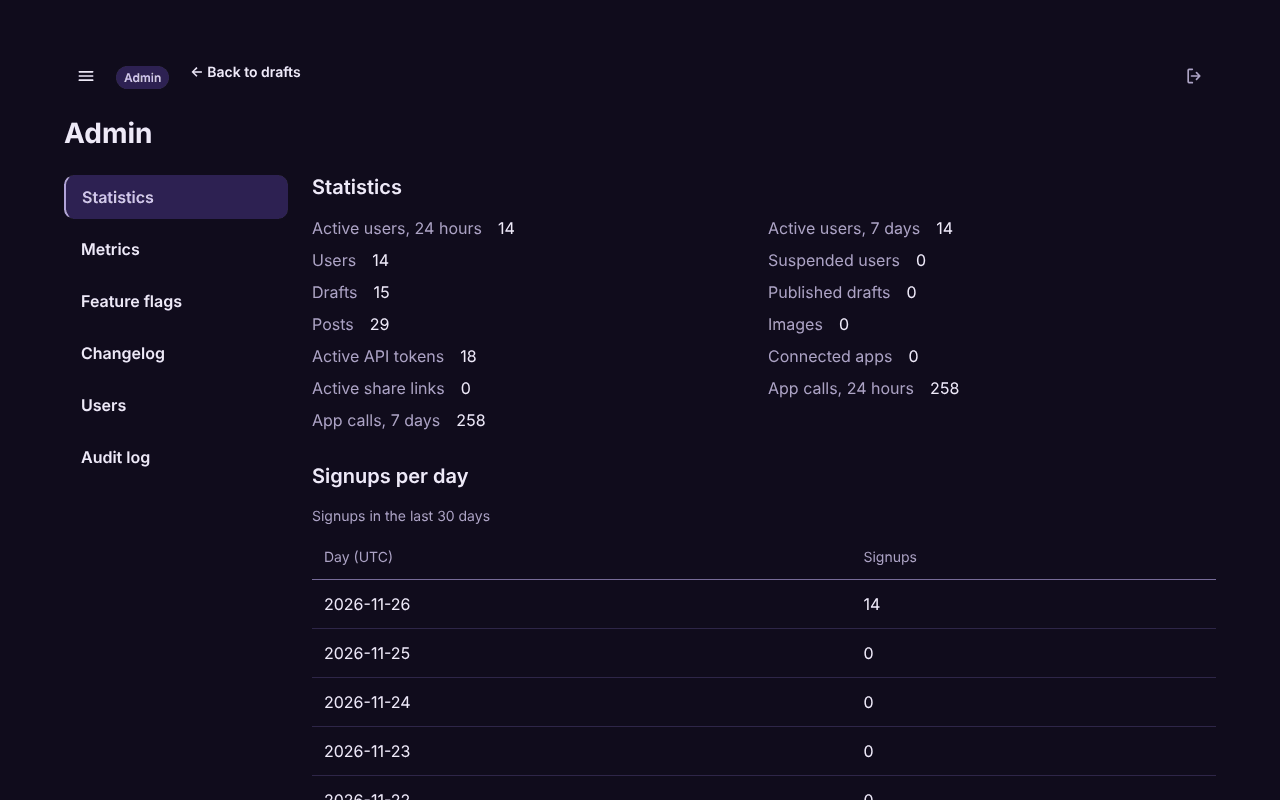 Admin
← Back to drafts
Admin
Statistics
Metrics
Feature flags
Changelog
Users
Audit log
Statistics
Active users, 24 hours 14
Active users, 7 days 14
Users 14
Suspended users 0
Drafts 15
Published drafts 0
Posts 29
Images 0
Active API tokens 18
Connected apps 0
Active share links 0
App calls, 24 hours 258
App calls, 7 days 258
Signups per day
Signups in the last 30 days
Day (UTC) Signups
2026-11-26 14
2026-11-25 0
2026-11-24 0
2026-11-23 0
2026-11-22 0